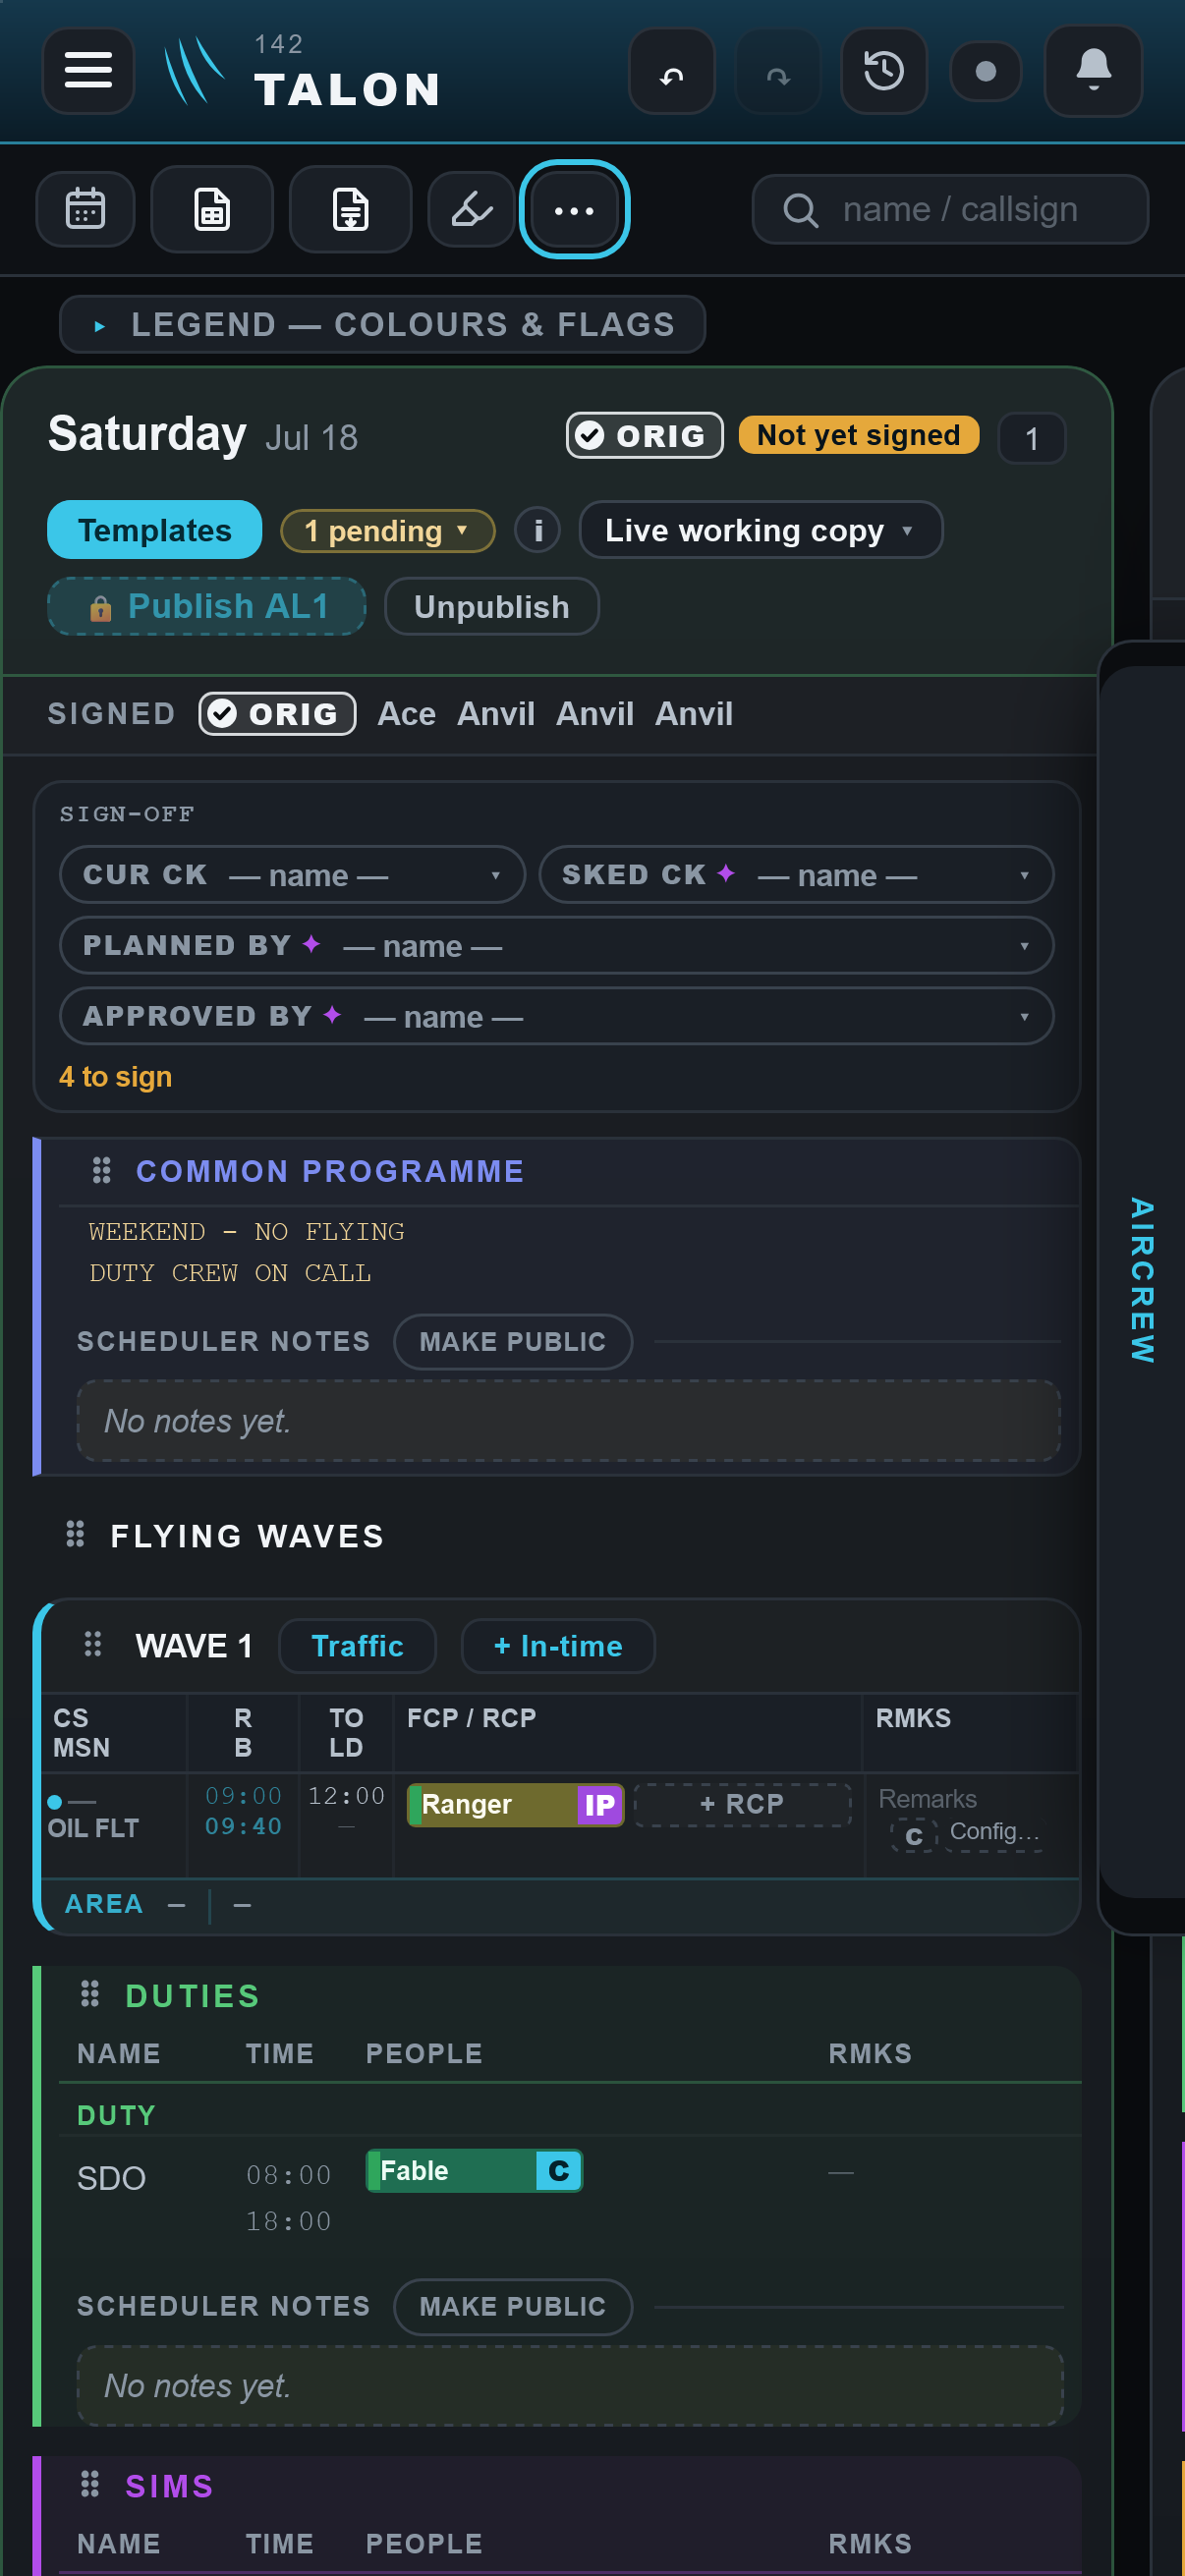 142
TALON
name / callsign
LEGEND — COLOURS & FLAGS
Saturday Jul 18 ORIG Not yet signed 1
Templates 1 pending i Live working copy
Publish AL1 Unpublish
SIGNED ORIG Ace Anvil Anvil Anvil
SIGN-OFF
CUR CK — name — SKED CK — name —
PLANNED BY — name —
APPROVED BY — name —
4 to sign
COMMON PROGRAMME
WEEKEND - NO FLYING
DUTY CREW ON CALL
SCHEDULER NOTES MAKE PUBLIC
No notes yet.
AIRCREW
FLYING WAVES
WAVE 1 Traffic + In-time
CS R TO FCP / RCP RMKS
MSN B LD
— 09:00 12:00 Ranger IP + RCP Remarks
OIL FLT 09:40 — C Config...
AREA — —
DUTIES
NAME TIME PEOPLE RMKS
DUTY
SDO 08:00 Fable C —
18:00
SCHEDULER NOTES MAKE PUBLIC
No notes yet.
SIMS
NAME TIME PEOPLE RMKS